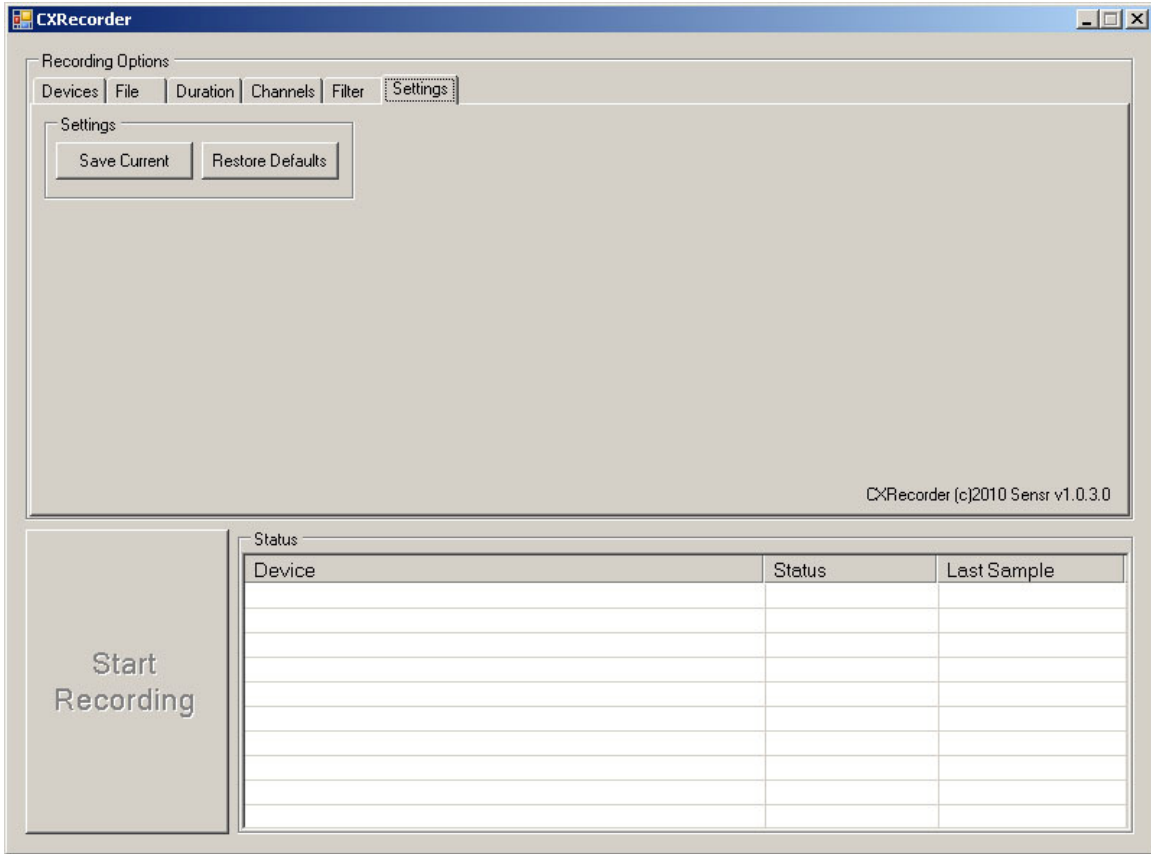 CXRecorder
Recording Options
Devices File Duration Channels Filter Settings
Settings
Save Current Restore Defaults
CXRecorder (c)2010 Sensr v1.0.3.0
Start
Recording
Status
Device Status Last Sample